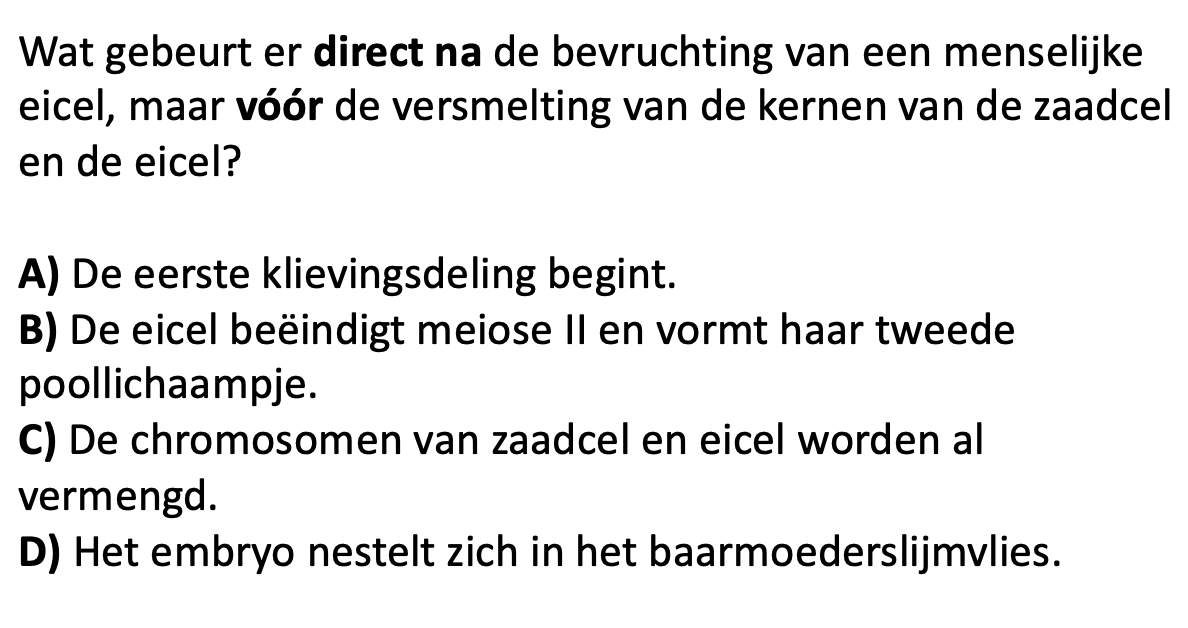 Wat gebeurt er direct na de bevruchting van een menselijke
eicel, maar vóór de versmelting van de kernen van de zaadcel
en de eicel?
A) De eerste klievingsdeling begint.
B) De eicel beëindigt meiose II en vormt haar tweede
poollichaampje.
C) De chromosomen van zaadcel en eicel worden al
vermengd.
D) Het embryo nestelt zich in het baarmoederslijmvlies.